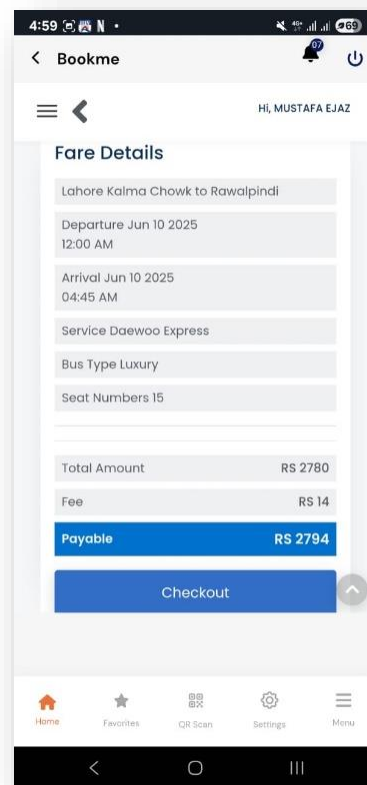 4:59 N •
4G+ 69
Bookme
07
Hi, MUSTAFA EJAZ
Fare Details
Lahore Kalma Chowk to Rawalpindi
Departure Jun 10 2025
12:00 AM
Arrival Jun 10 2025
04:45 AM
Service Daewoo Express
Bus Type Luxury
Seat Numbers 15
Total Amount RS 2780
Fee RS 14
Payable RS 2794
Checkout
Home Favorites QR Scan Settings Menu